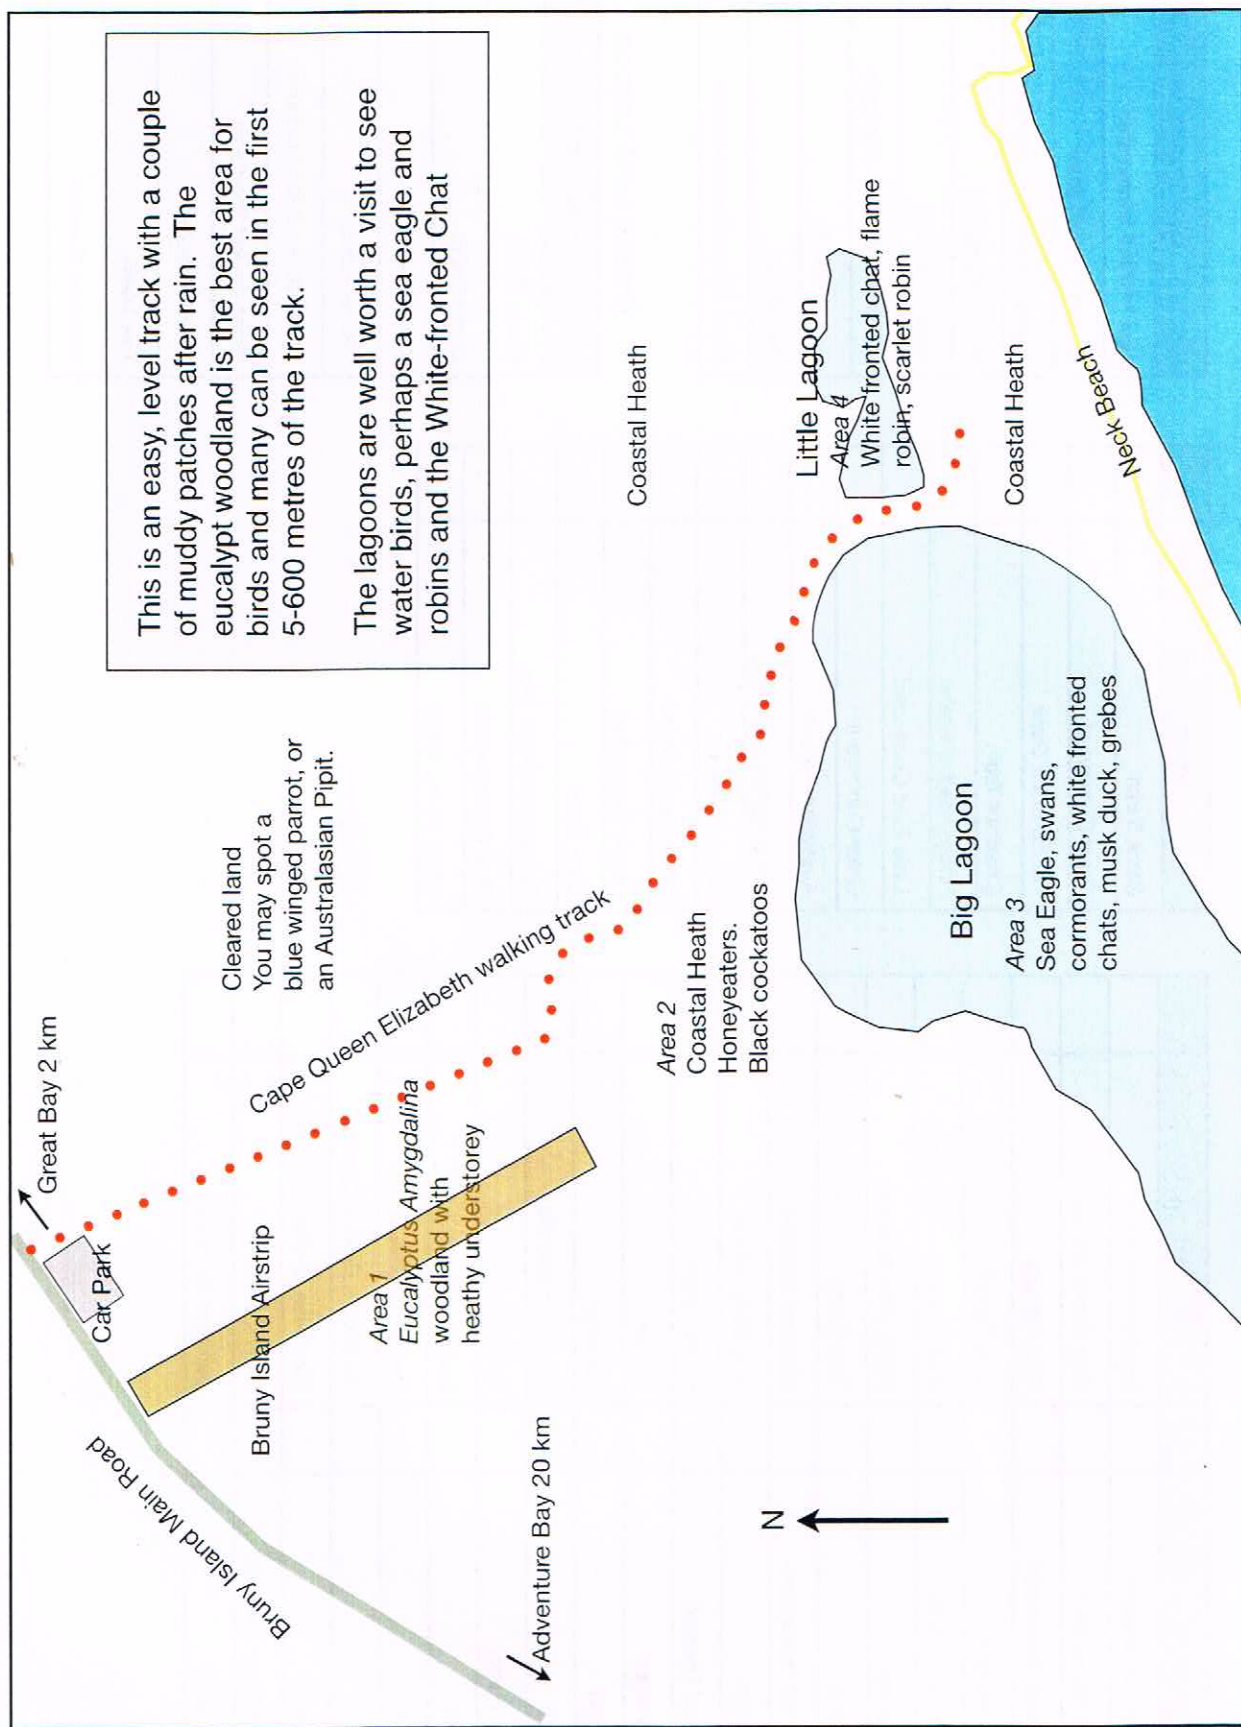 Bruny Island Main Road
Car Park
Great Bay 2 km
Bruny Island Airstrip
Area 1
Eucalyptus Amygdalina
woodland with
heathy understorey
Adventure Bay 20 km
Cape Queen Elizabeth walking track
Cleared land
You may spot a
blue winged parrot, or
an Australasian Pipit.
This is an easy, level track with a couple
of muddy patches after rain. The
eucalypt woodland is the best area for
birds and many can be seen in the first
5-600 metres of the track.
The lagoons are well worth a visit to see
water birds, perhaps a sea eagle and
robins and the White-fronted Chat
Coastal Heath
Area 2
Coastal Heath
Honeyeaters.
Black cockatoos
N
Little Lagoon
Area 4
White fronted chat, flame
robin, scarlet robin
Big Lagoon
Area 3
Sea Eagle, swans,
cormorants, white fronted
chats, musk duck, grebes
Coastal Heath
Neck Beach